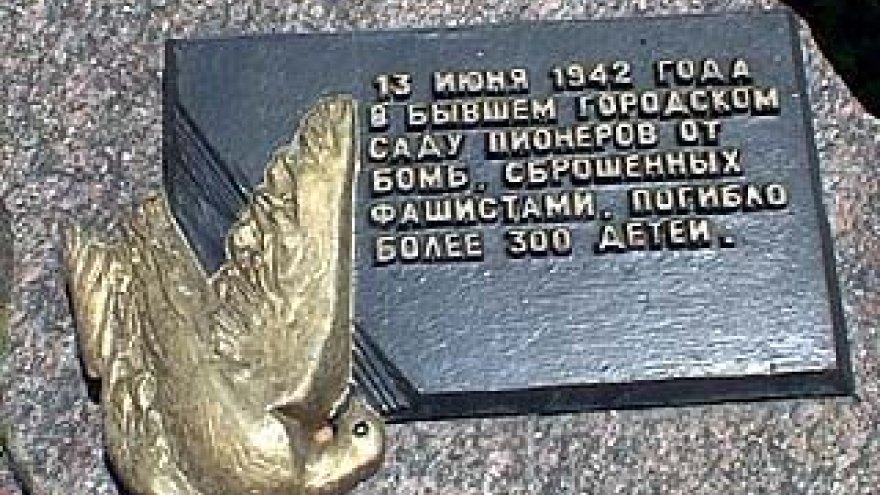 13 ИЮНЯ 1942 ГОДА
В БЫВШЕМ ГОРОДСКОМ
САДУ ПИОНЕРОВ ОТ
БОМБ, СБРОШЕННЫХ
ФАШИСТАМИ, ПОГИБЛО
БОЛЕЕ 300 ДЕТЕЙ.